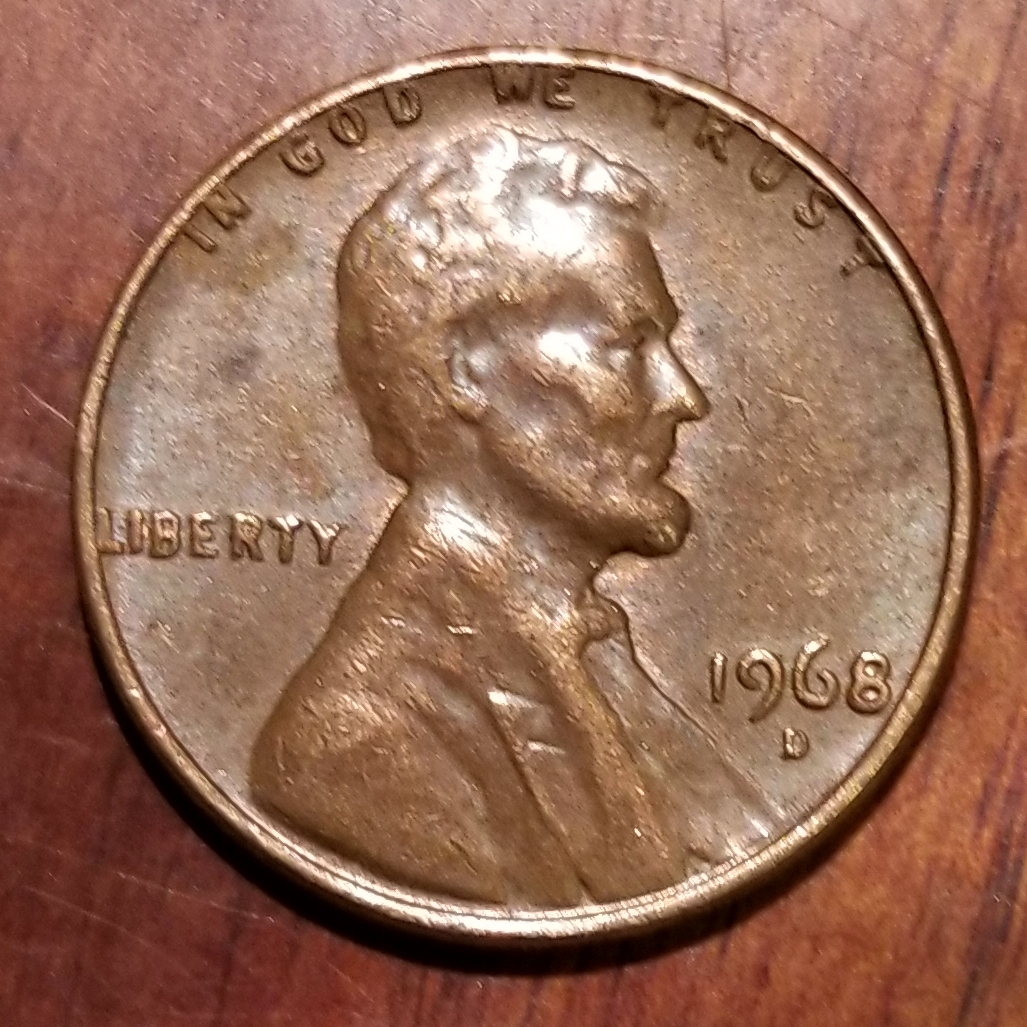 IN GOD WE TRUST
LIBERTY
1968
D